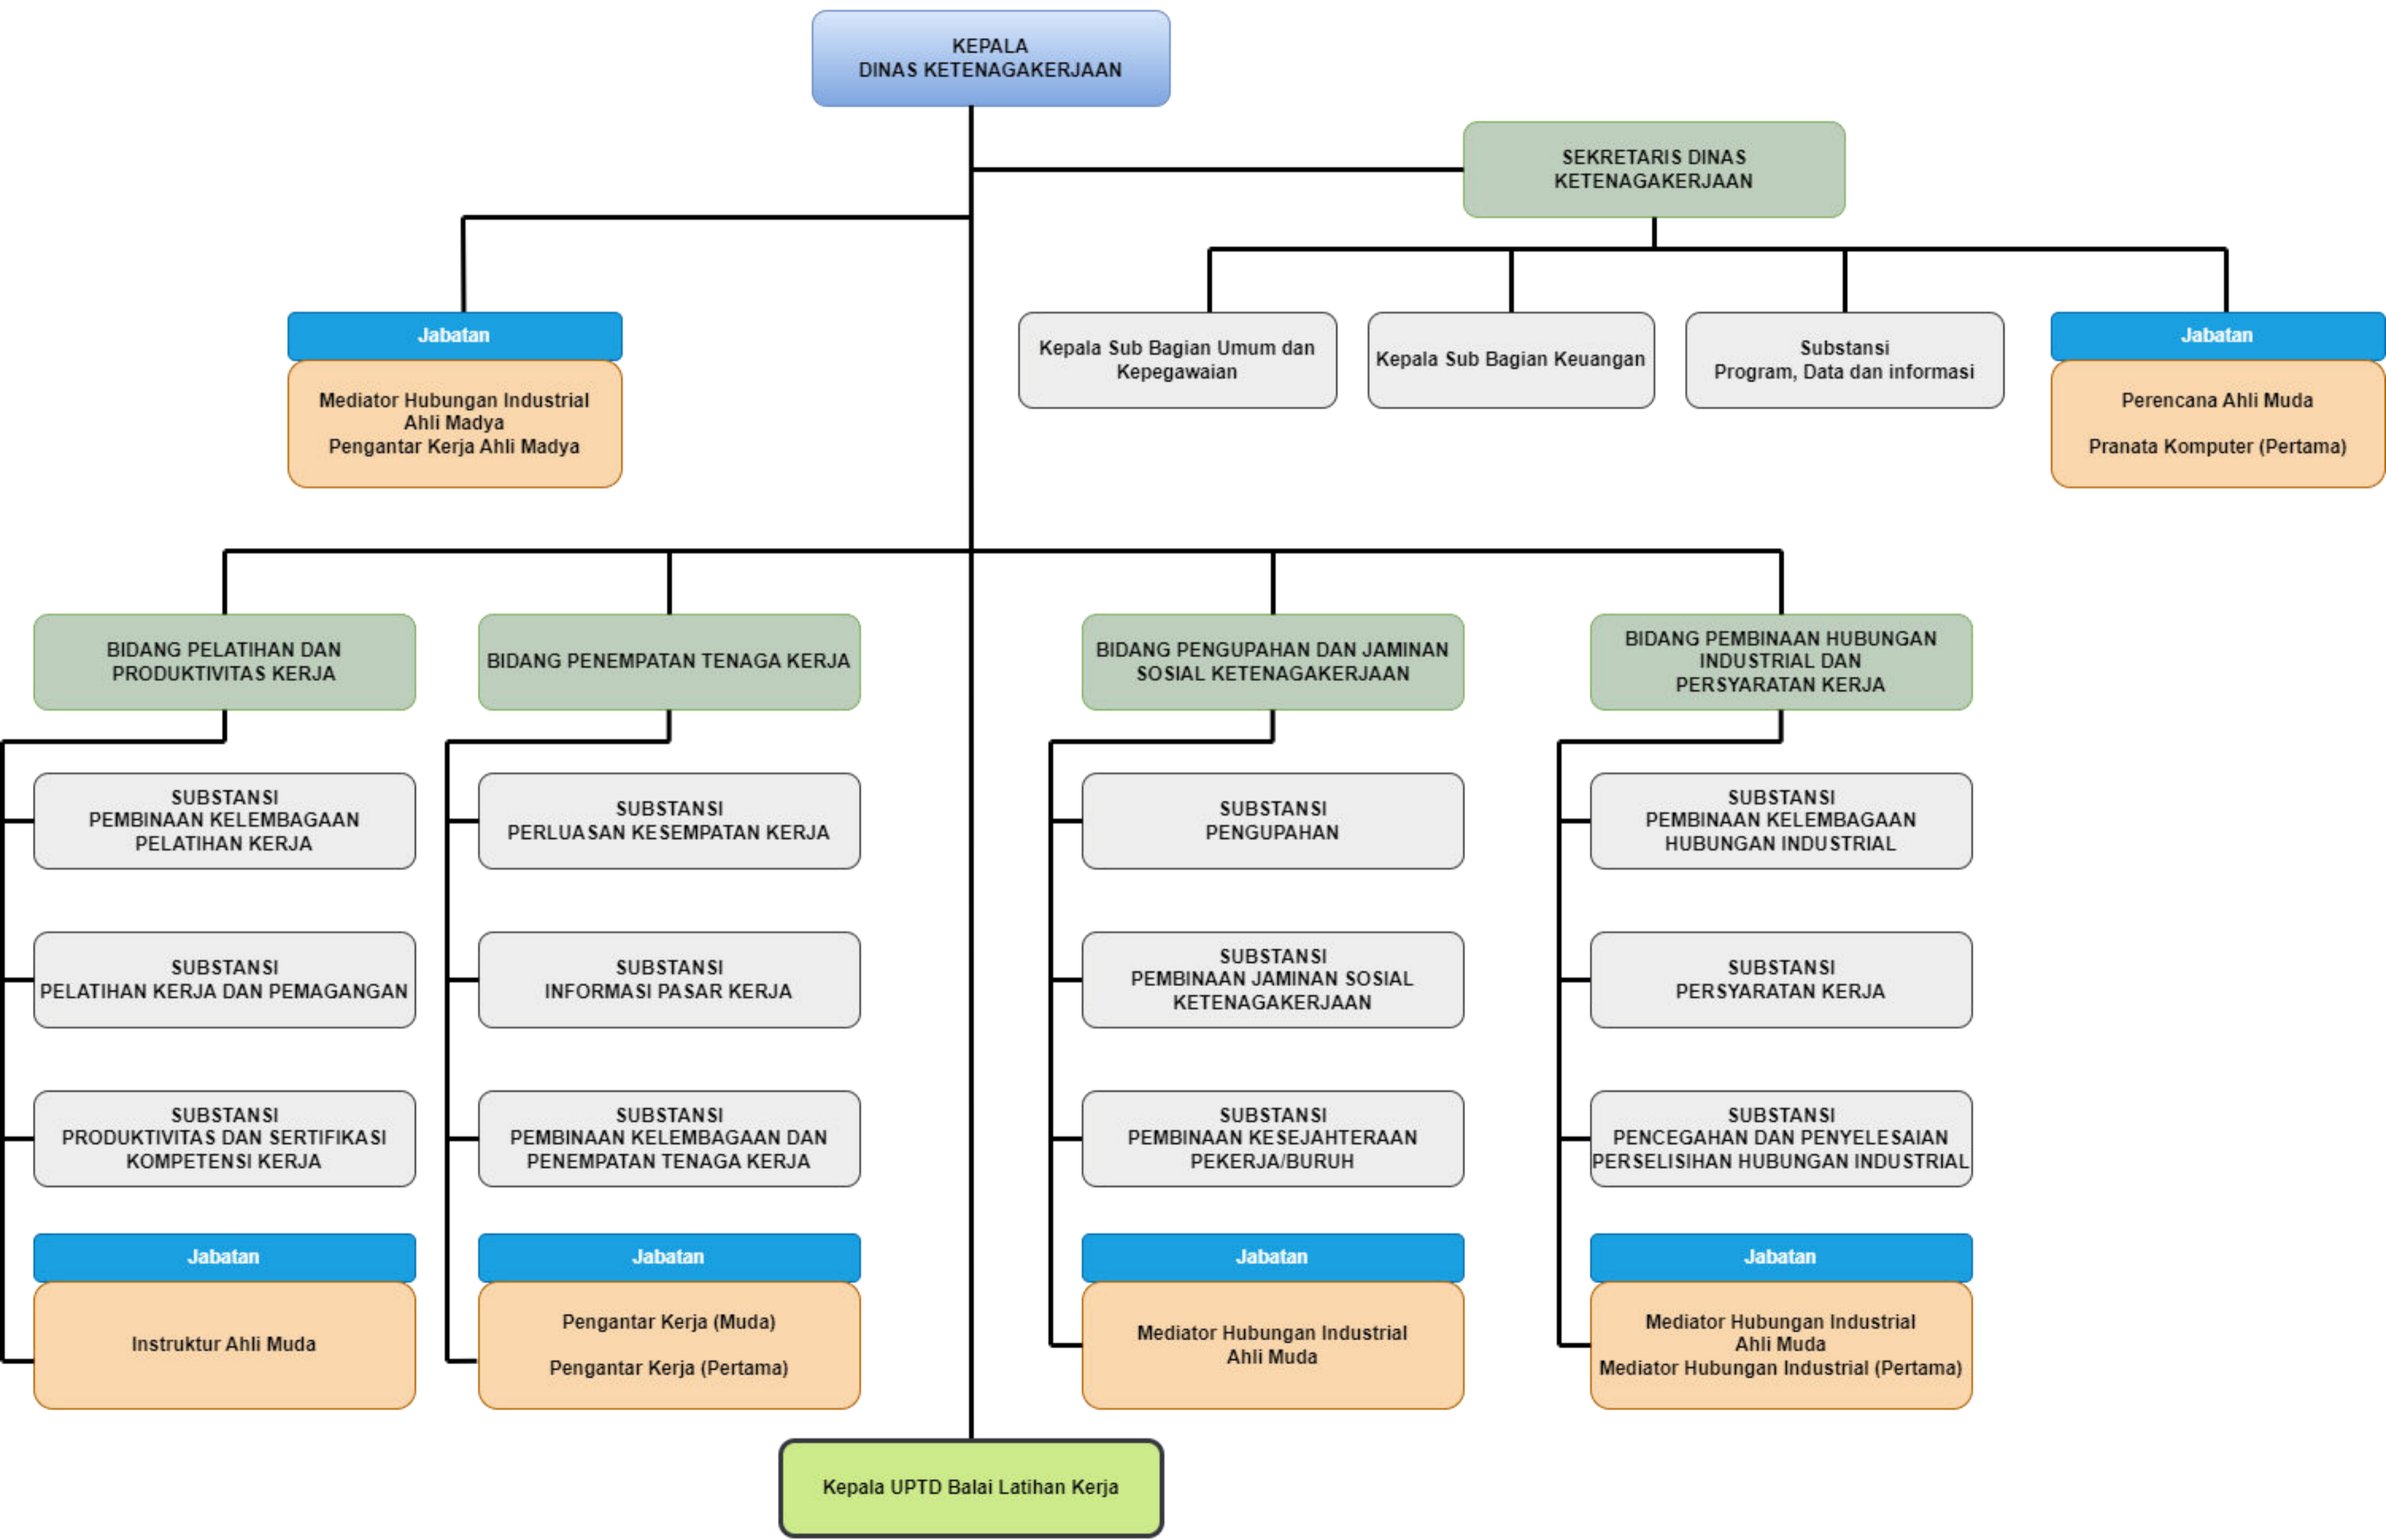 KEPALA
DINAS KETENAGAKERJAAN
SEKRETARIS DINAS
KETENAGAKERJAAN
Jabatan
Mediator Hubungan Industrial
Ahli Madya
Pengantar Kerja Ahli Madya
Kepala Sub Bagian Umum dan
Kepegawaian
Kepala Sub Bagian Keuangan
Substansi
Program, Data dan informasi
Jabatan
Perencana Ahli Muda
Pranata Komputer (Pertama)
BIDANG PELATIHAN DAN
PRODUKTIVITAS KERJA
SUBSTANSI
PEMBINAAN KELEMBAGAAN
PELATIHAN KERJA
SUBSTANSI
PELATIHAN KERJA DAN PEMAGANGAN
SUBSTANSI
PRODUKTIVITAS DAN SERTIFIKASI
KOMPETENSI KERJA
Jabatan
Instruktur Ahli Muda
BIDANG PENEMPATAN TENAGA KERJA
SUBSTANSI
PERLUASAN KESEMPATAN KERJA
SUBSTANSI
INFORMASI PASAR KERJA
SUBSTANSI
PEMBINAAN KELEMBAGAAN DAN
PENEMPATAN TENAGA KERJA
Jabatan
Pengantar Kerja (Muda)
Pengantar Kerja (Pertama)
BIDANG PENGUPAHAN DAN JAMINAN
SOSIAL KETENAGAKERJAAN
SUBSTANSI
PENGUPAHAN
SUBSTANSI
PEMBINAAN JAMINAN SOSIAL
KETENAGAKERJAAN
SUBSTANSI
PEMBINAAN KESEJAHTERAAN
PEKERJA/BURUH
Jabatan
Mediator Hubungan Industrial
Ahli Muda
BIDANG PEMBINAAN HUBUNGAN
INDUSTRIAL DAN
PERSYARATAN KERJA
SUBSTANSI
PEMBINAAN KELEMBAGAAN
HUBUNGAN INDUSTRIAL
SUBSTANSI
PERSYARATAN KERJA
SUBSTANSI
PENCEGAHAN DAN PENYELESAIAN
PERSELISIHAN HUBUNGAN INDUSTRIAL
Jabatan
Mediator Hubungan Industrial
Ahli Muda
Mediator Hubungan Industrial (Pertama)
Kepala UPTD Balai Latihan Kerja